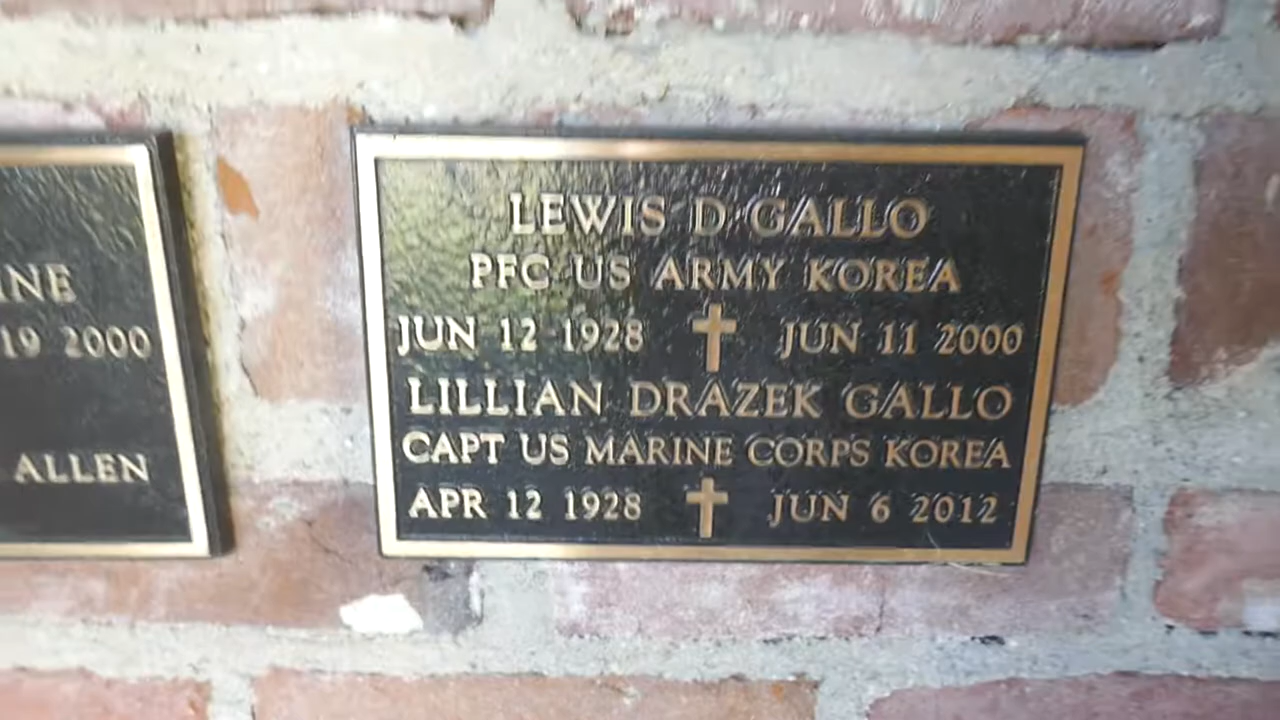 INE
19 2000
ALLEN
LEWIS D GALLO
PFC US ARMY KOREA
JUN 12 1928 JUN 11 2000
LILLIAN DRAZEK GALLO
CAPT US MARINE CORPS KOREA
APR 12 1928 JUN 6 2012